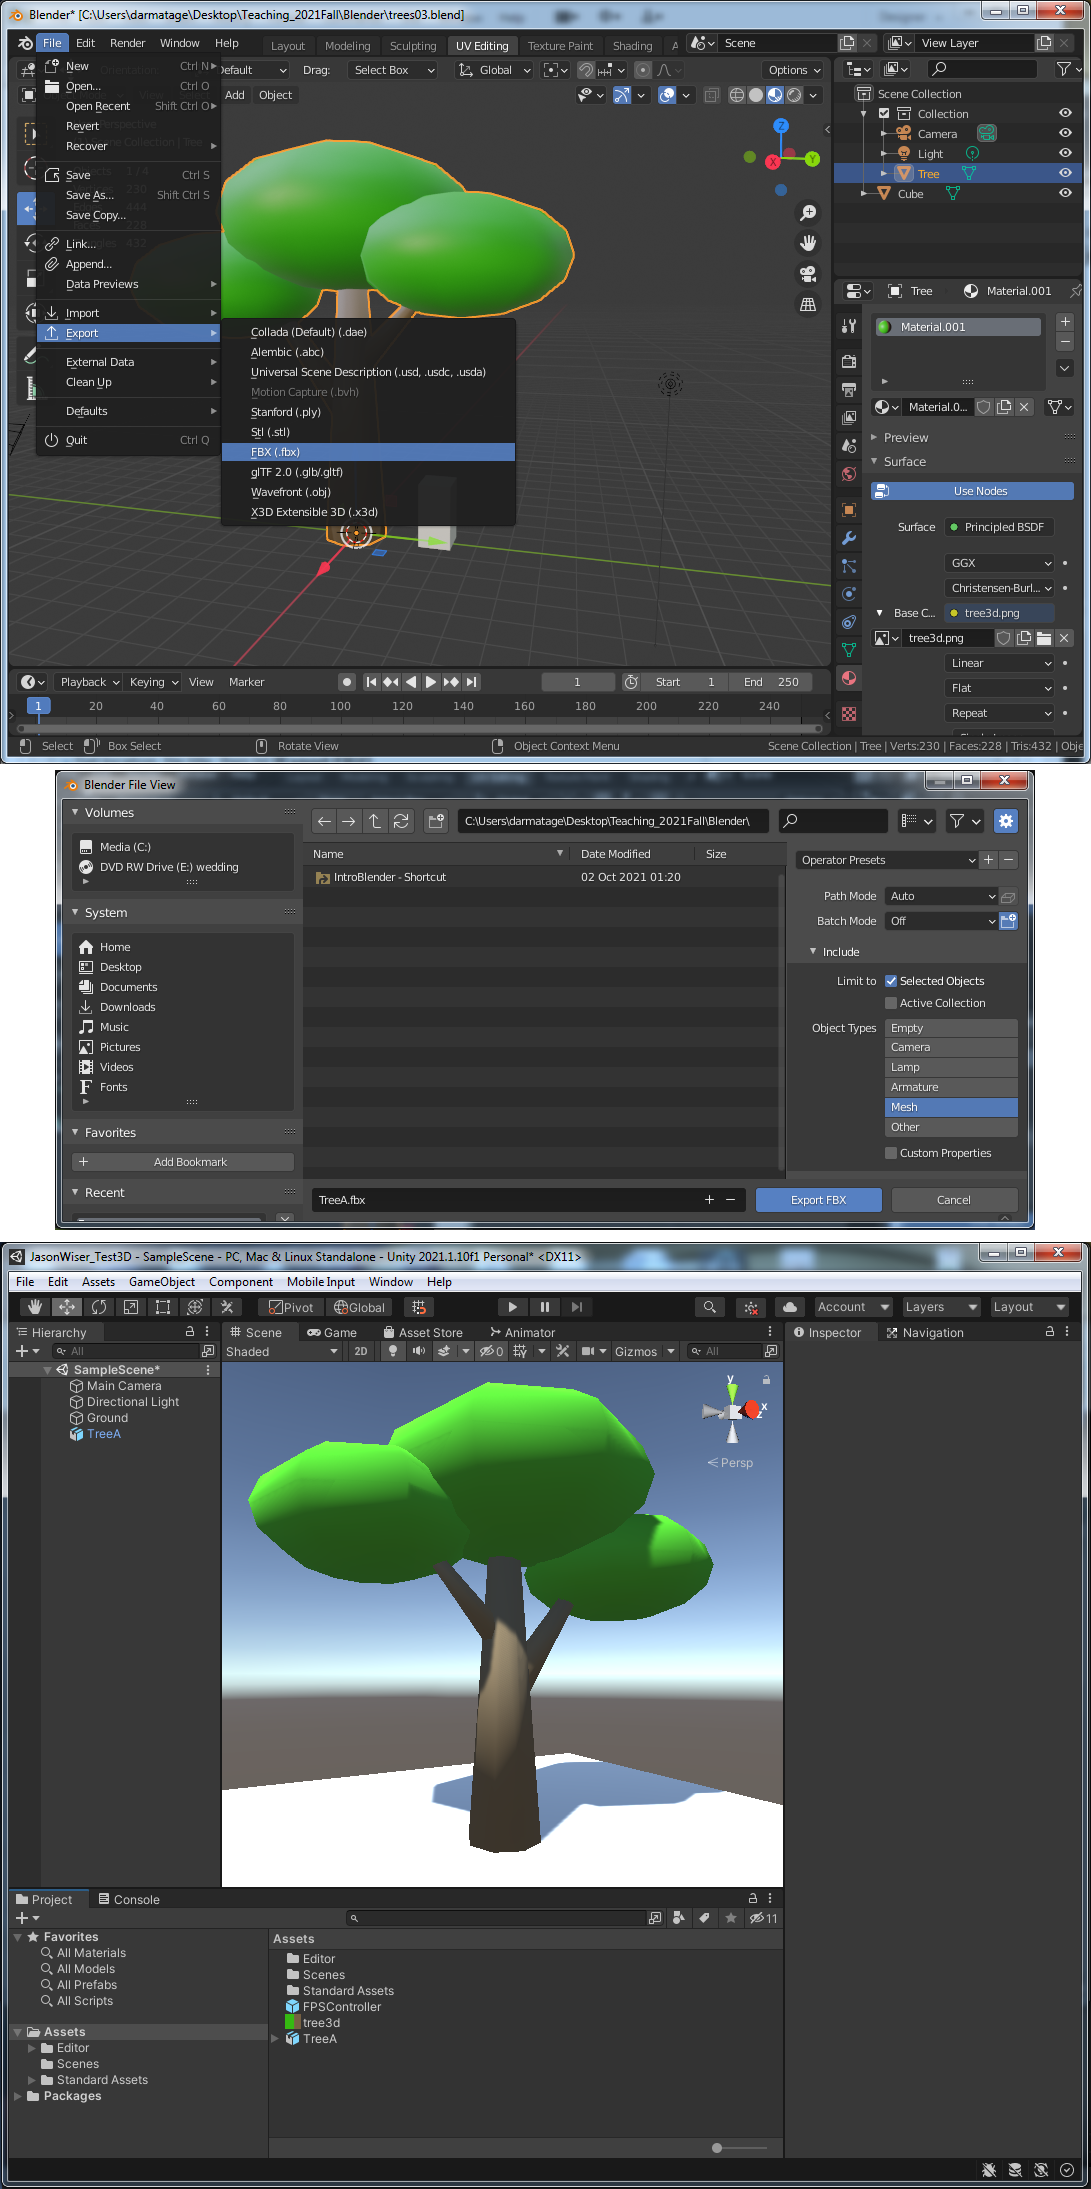 Blender* [C:\Users\darmatage\Desktop\Teaching_2021Fall\Blender\trees03.blend]
File Edit Render Window Help Layout Modeling Sculpting UV Editing Texture Paint Shading A Scene View Layer
Default Drag: Select Box Global Options
Add Object
New Ctrl N
Open... Ctrl O
Open Recent Shift Ctrl O
Revert
Recover
Save Ctrl S
Save As... Shift Ctrl S
Save Copy...
Link...
Append...
Data Previews
Import
Export
External Data
Clean Up
Defaults
Quit Ctrl Q
Collada (Default) (.dae)
Alembic (.abc)
Universal Scene Description (.usd, .usdc, .usda)
Motion Capture (.bvh)
Stanford (.ply)
Stl (.stl)
FBX (.fbx)
glTF 2.0 (.glb/.gltf)
Wavefront (.obj)
X3D Extensible 3D (.x3d)
Z
X Y
Scene Collection
Collection
Camera
Light
Tree
Cube
Tree Material.001
Material.001
Material.0...
Preview
Surface
Use Nodes
Surface Principled BSDF
GGX
Christensen-Burl...
Base C... tree3d.png
tree3d.png
Linear
Flat
Repeat
Playback Keying View Marker 1 Start 1 End 250
1 20 40 60 80 100 120 140 160 180 200 220 240
Select Box Select Rotate View Object Context Menu Scene Collection | Tree | Verts:230 | Faces:228 | Tris:432 | Obje
Blender File View
Volumes
Media (C:)
DVD RW Drive (E:) wedding
System
Home
Desktop
Documents
Downloads
Music
Pictures
Videos
Fonts
Favorites
Add Bookmark
Recent
C:\Users\darmatage\Desktop\Teaching_2021Fall\Blender\
Name Date Modified Size
IntroBlender - Shortcut 02 Oct 2021 01:20
Operator Presets
Path Mode Auto
Batch Mode Off
Include
Limit to Selected Objects
Active Collection
Object Types Empty
Camera
Lamp
Armature
Mesh
Other
Custom Properties
TreeA.fbx Export FBX Cancel
JasonWiser_Test3D - SampleScene - PC, Mac & Linux Standalone - Unity 2021.1.10f1 Personal* <DX11>
File Edit Assets GameObject Component Mobile Input Window Help
Pivot Global Account Layers Layout
Hierarchy
All
SampleScene*
Main Camera
Directional Light
Ground
TreeA
Scene Game Asset Store Animator
Shaded 2D 0 Gizmos All
y
x
z
Persp
Inspector Navigation
Project Console
11
Favorites
All Materials
All Models
All Prefabs
All Scripts
Assets
Editor
Scenes
Standard Assets
Packages
Assets
Editor
Scenes
Standard Assets
FPSController
tree3d
TreeA